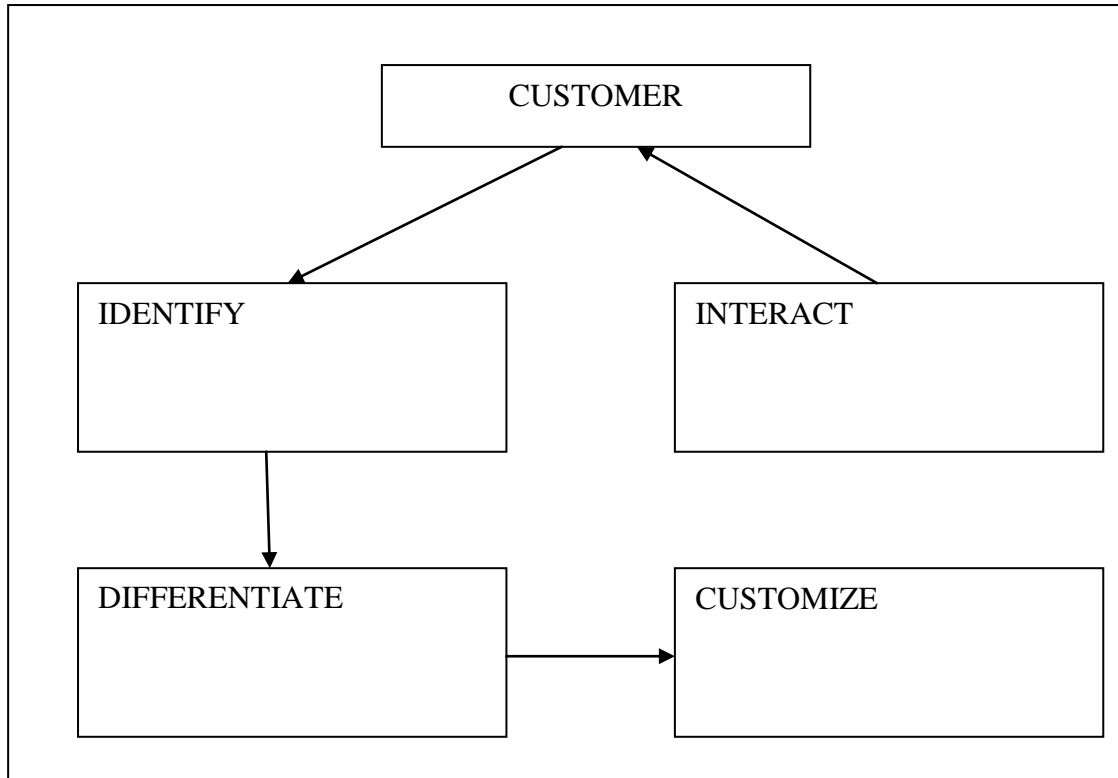 CUSTOMER
IDENTIFY
INTERACT
DIFFERENTIATE
CUSTOMIZE